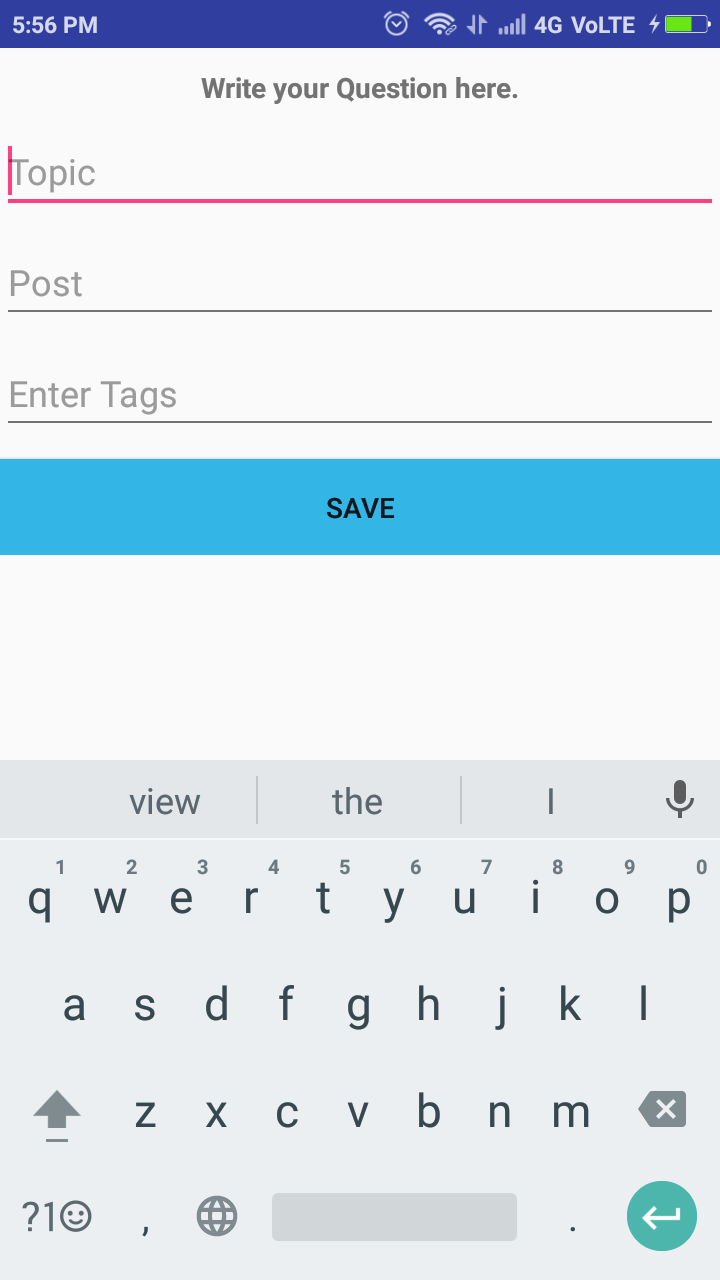 5:56 PM 4G VoLTE
Write your Question here.
Topic
Post
Enter Tags
SAVE
view the I
1 2 3 4 5 6 7 8 9 0
q w e r t y u i o p
a s d f g h j k l
z x c v b n m
?1☺ , .